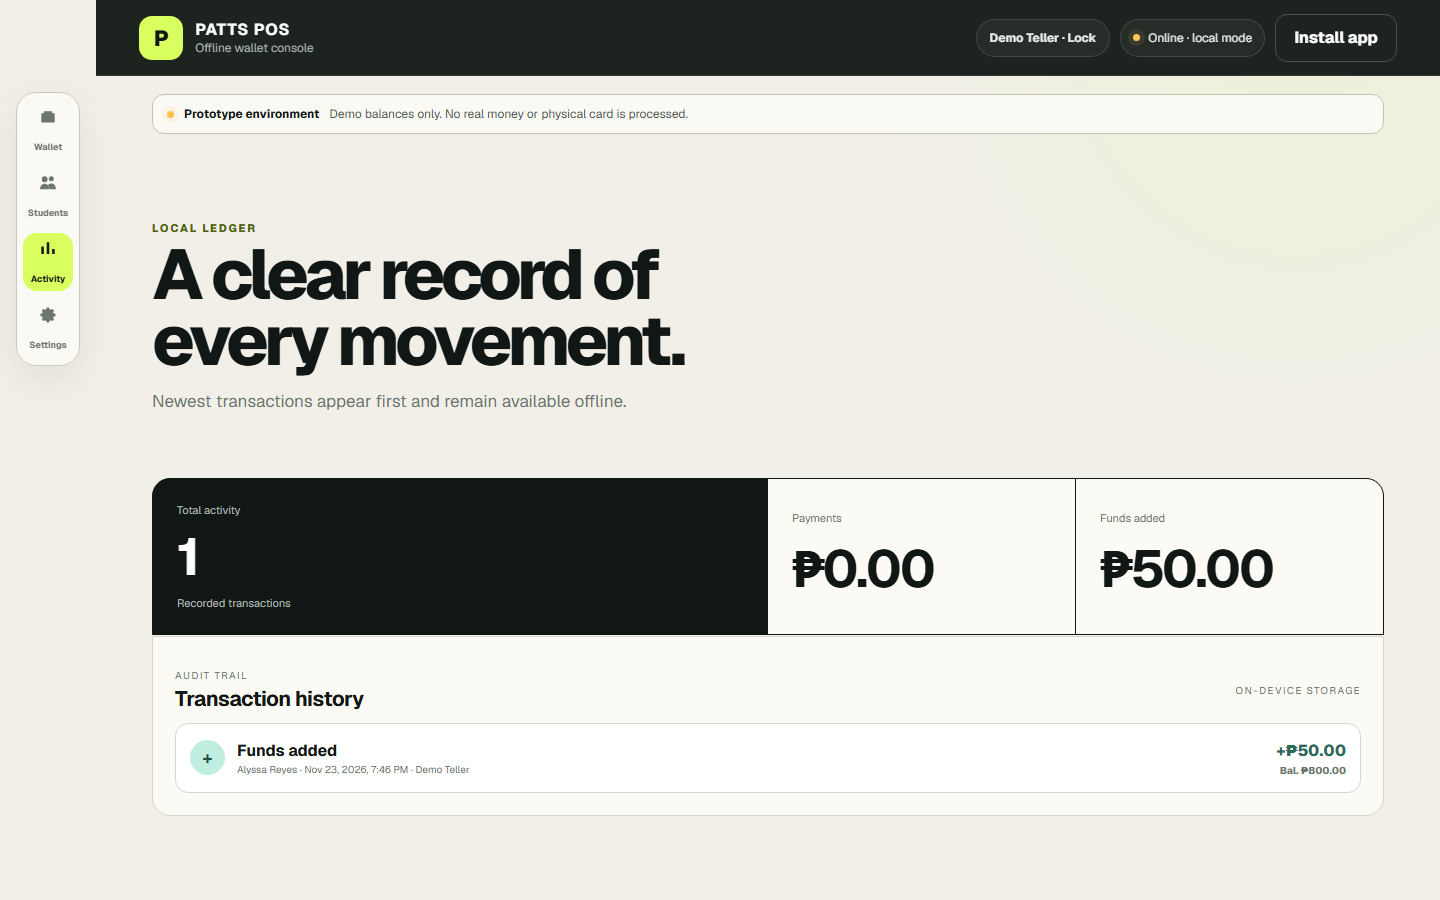 P
PATTS POS
Offline wallet console
Demo Teller · Lock
Online · local mode
Install app
Wallet
Students
Activity
Settings
Prototype environment Demo balances only. No real money or physical card is processed.
LOCAL LEDGER
A clear record of
every movement.
Newest transactions appear first and remain available offline.
Total activity
1
Recorded transactions
Payments
₱0.00
Funds added
₱50.00
AUDIT TRAIL
Transaction history
ON-DEVICE STORAGE
+
Funds added
Alyssa Reyes · Nov 23, 2026, 7:46 PM · Demo Teller
+₱50.00
Bal. ₱800.00